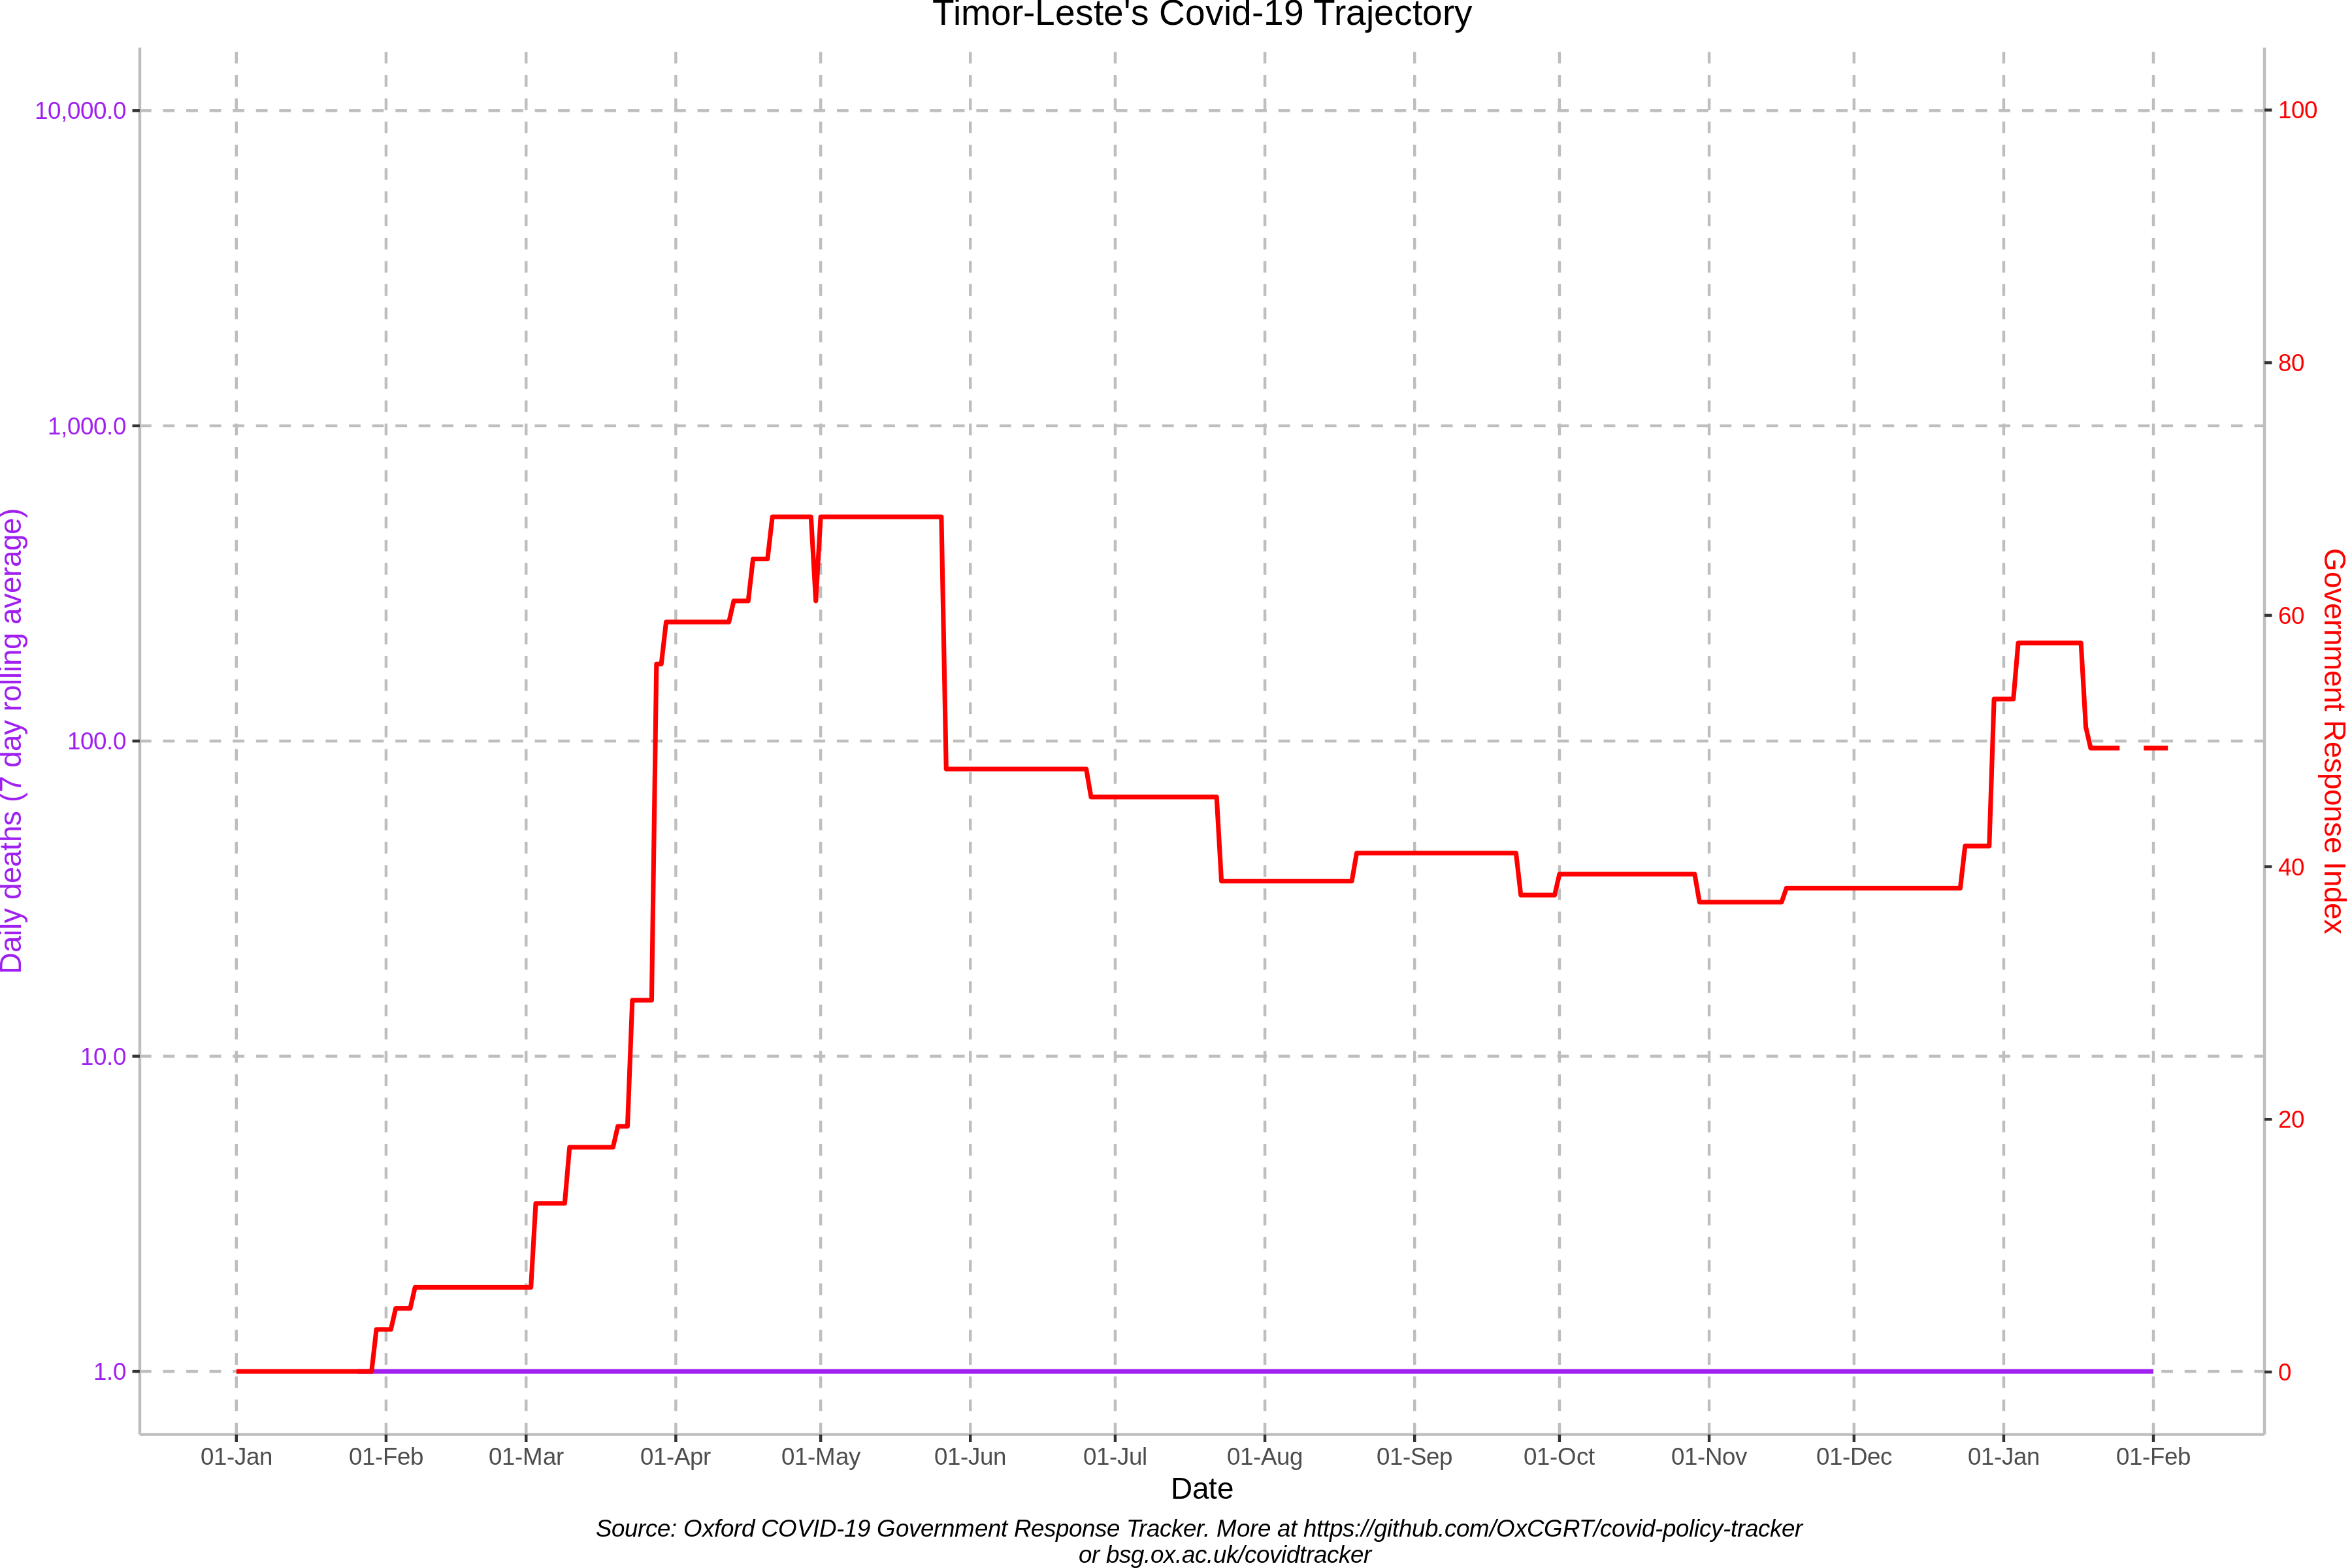 Timor-Leste's Covid-19 Trajectory
10,000.0
1,000.0
100.0
10.0
1.0
Daily deaths (7 day rolling average)
100
80
60
40
20
0
Government Response Index
01-Jan
01-Feb
01-Mar
01-Apr
01-May
01-Jun
01-Jul
01-Aug
01-Sep
01-Oct
01-Nov
01-Dec
01-Jan
01-Feb
Date
Source: Oxford COVID-19 Government Response Tracker. More at https://github.com/OxCGRT/covid-policy-tracker
or bsg.ox.ac.uk/covidtracker